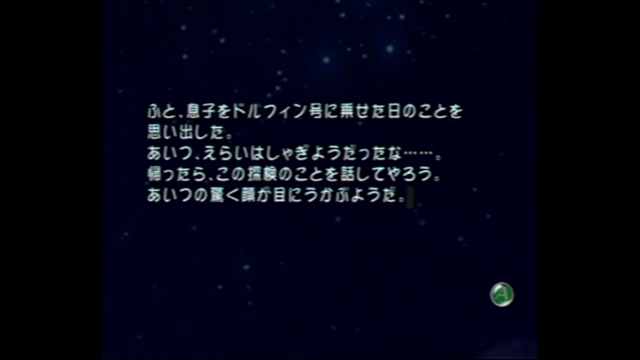 ふと、息子をドルフィン号に乗せた日のことを
思い出した。
あいつ、えらいはしゃぎようだったな……。
帰ったら、この探検のことを話してやろう。
あいつの驚く顔が目にうかぶようだ。
A